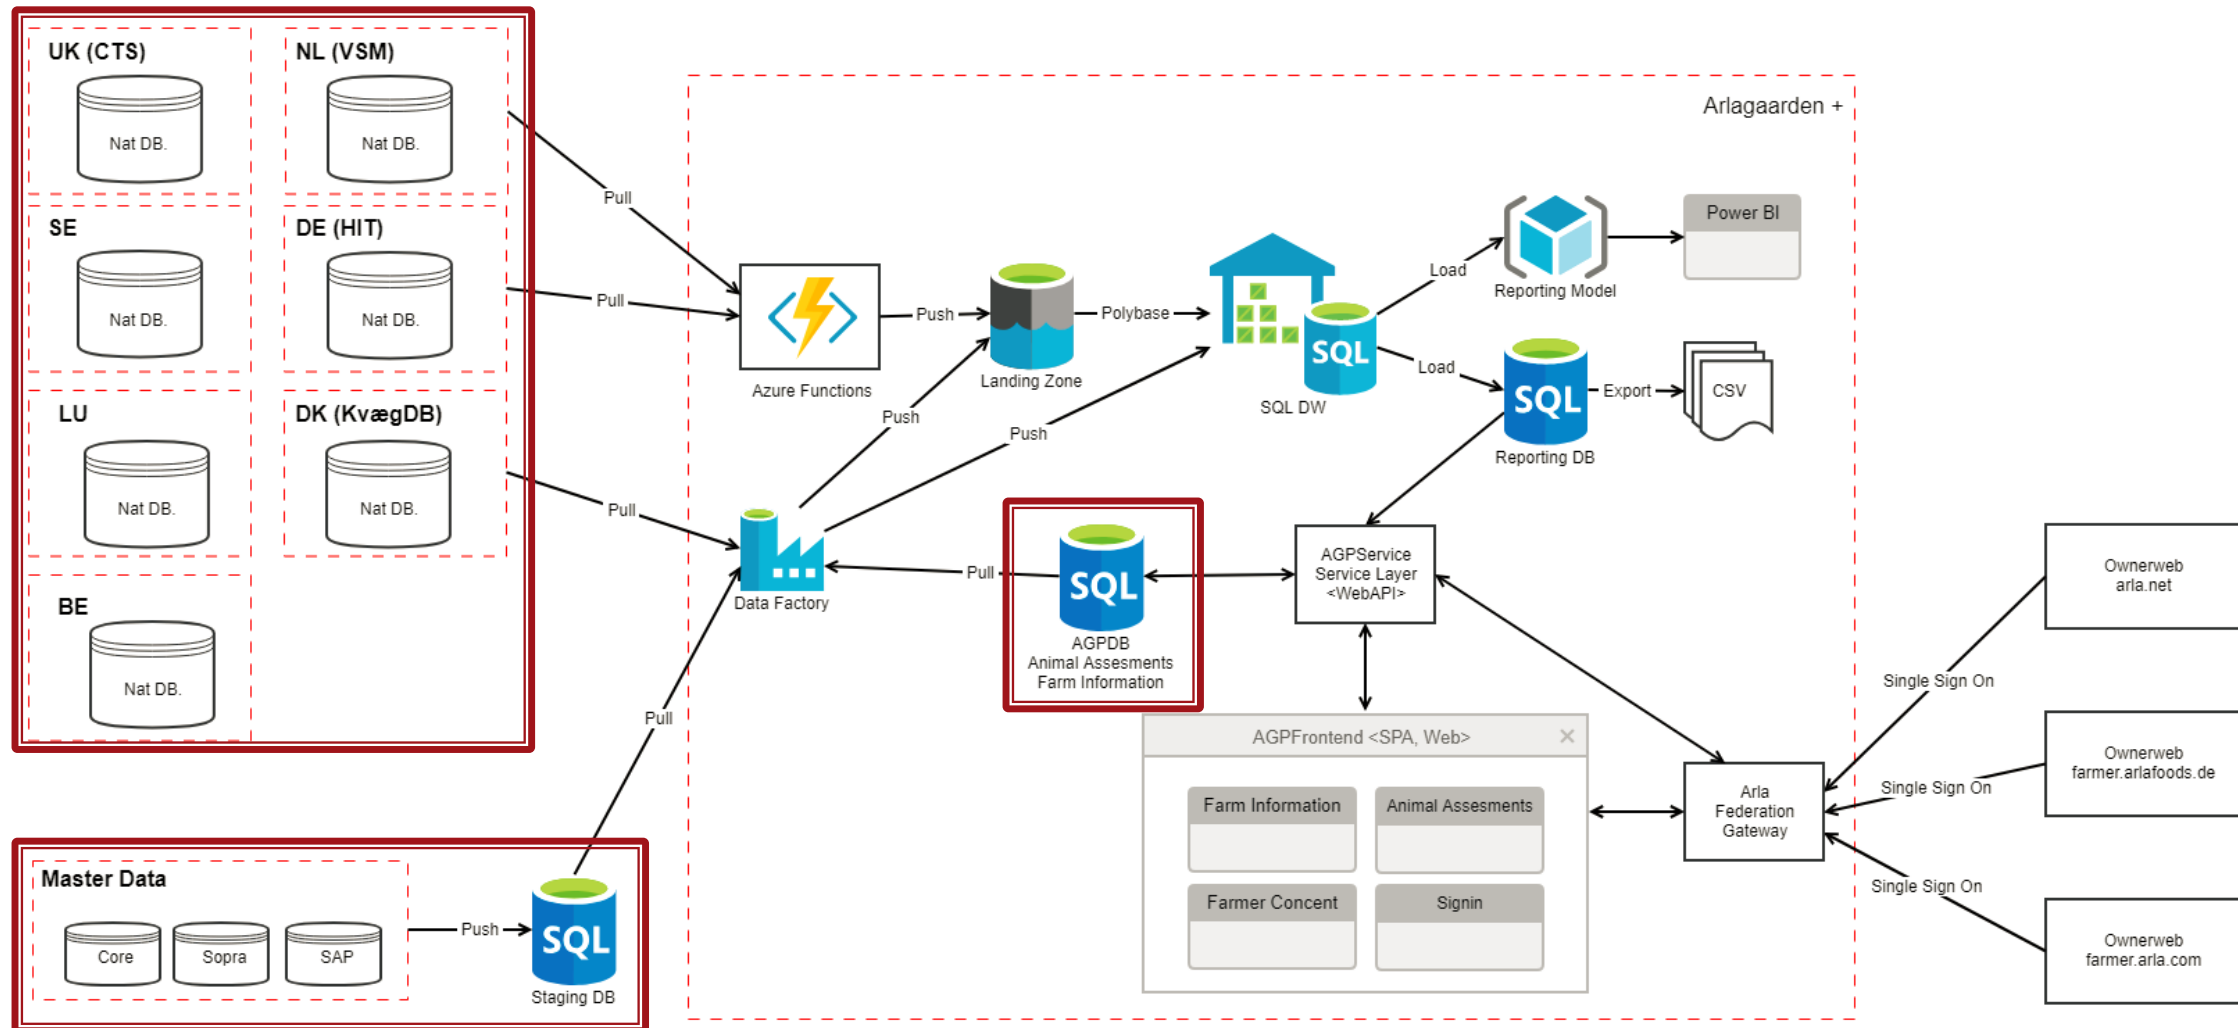 UK (CTS)
Nat DB.
NL (VSM)
Nat DB.
SE
Nat DB.
DE (HIT)
Nat DB.
LU
Nat DB.
DK (KvægDB)
Nat DB.
BE
Nat DB.
Master Data
Core
Sopra
SAP
Push
SQL
Staging DB
Pull
Pull
Pull
Pull
Arlagaarden +
Azure Functions
Push
Landing Zone
Polybase
SQL
SQL DW
Load
Reporting Model
Power BI
Load
SQL
Reporting DB
Export
CSV
Push
Push
Data Factory
Pull
SQL
AGPDB
Animal Assesments
Farm Information
AGPService
Service Layer
<WebAPI>
AGPFrontend <SPA, Web>
Farm Information
Animal Assesments
Farmer Concent
Signin
Arla
Federation
Gateway
Single Sign On
Single Sign On
Single Sign On
Ownerweb
arla.net
Ownerweb
farmer.arlafoods.de
Ownerweb
farmer.arla.com